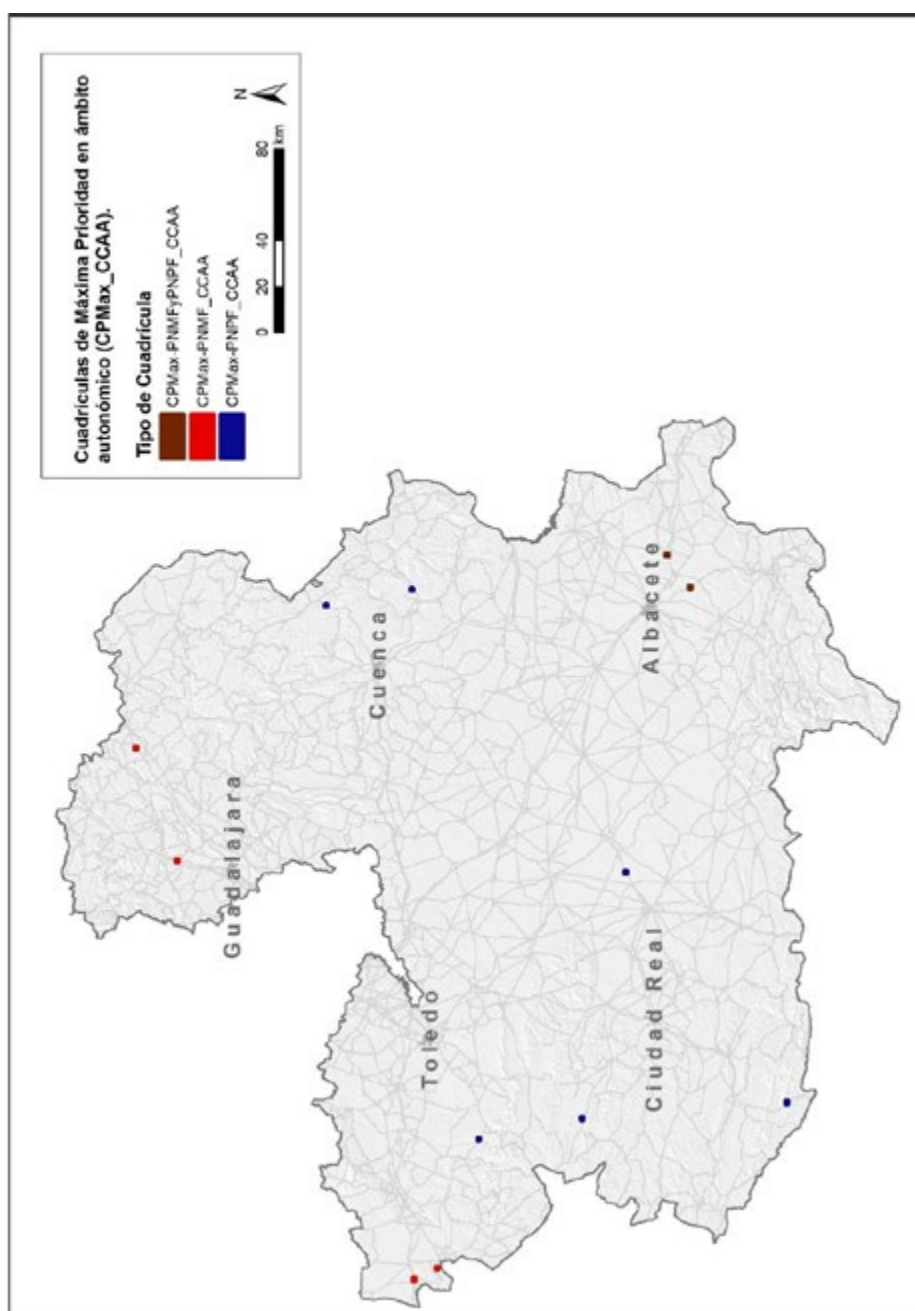 Cuadrículas de Máxima Prioridad en ámbito
autonómico (CPMax_CCAA).
Tipo de Cuadrícula
CPMax-PNMFyPNPF_CCAA
CPMax-PNMF_CCAA
CPMax-PNPF_CCAA
N
0 20 40 80
km
Guadalajara
Cuenca
Toledo
Ciudad Real
Albacete